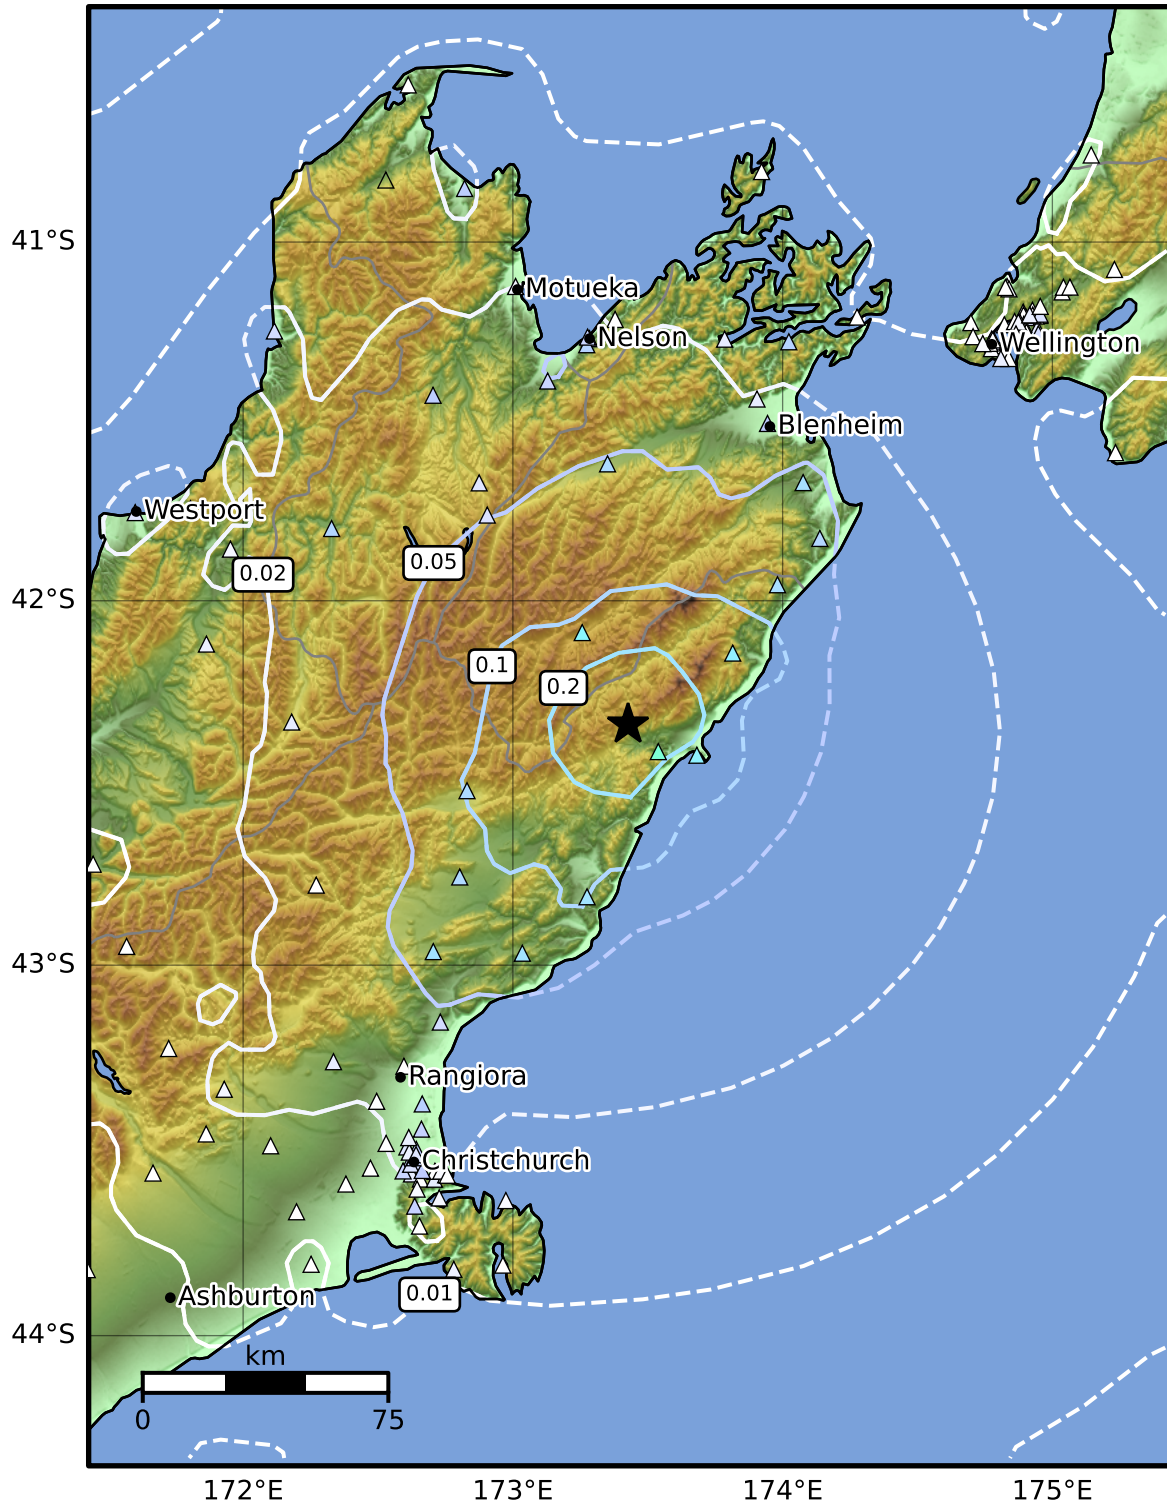 41°S
Motueka
Nelson
Wellington
Blenheim
Westport
0.05
0.02
42°S
0.1
0.2
43°S
Rangiora
Christchurch
0.01
Ashburton
44°S
km
0 75
172°E 173°E 174°E 175°E